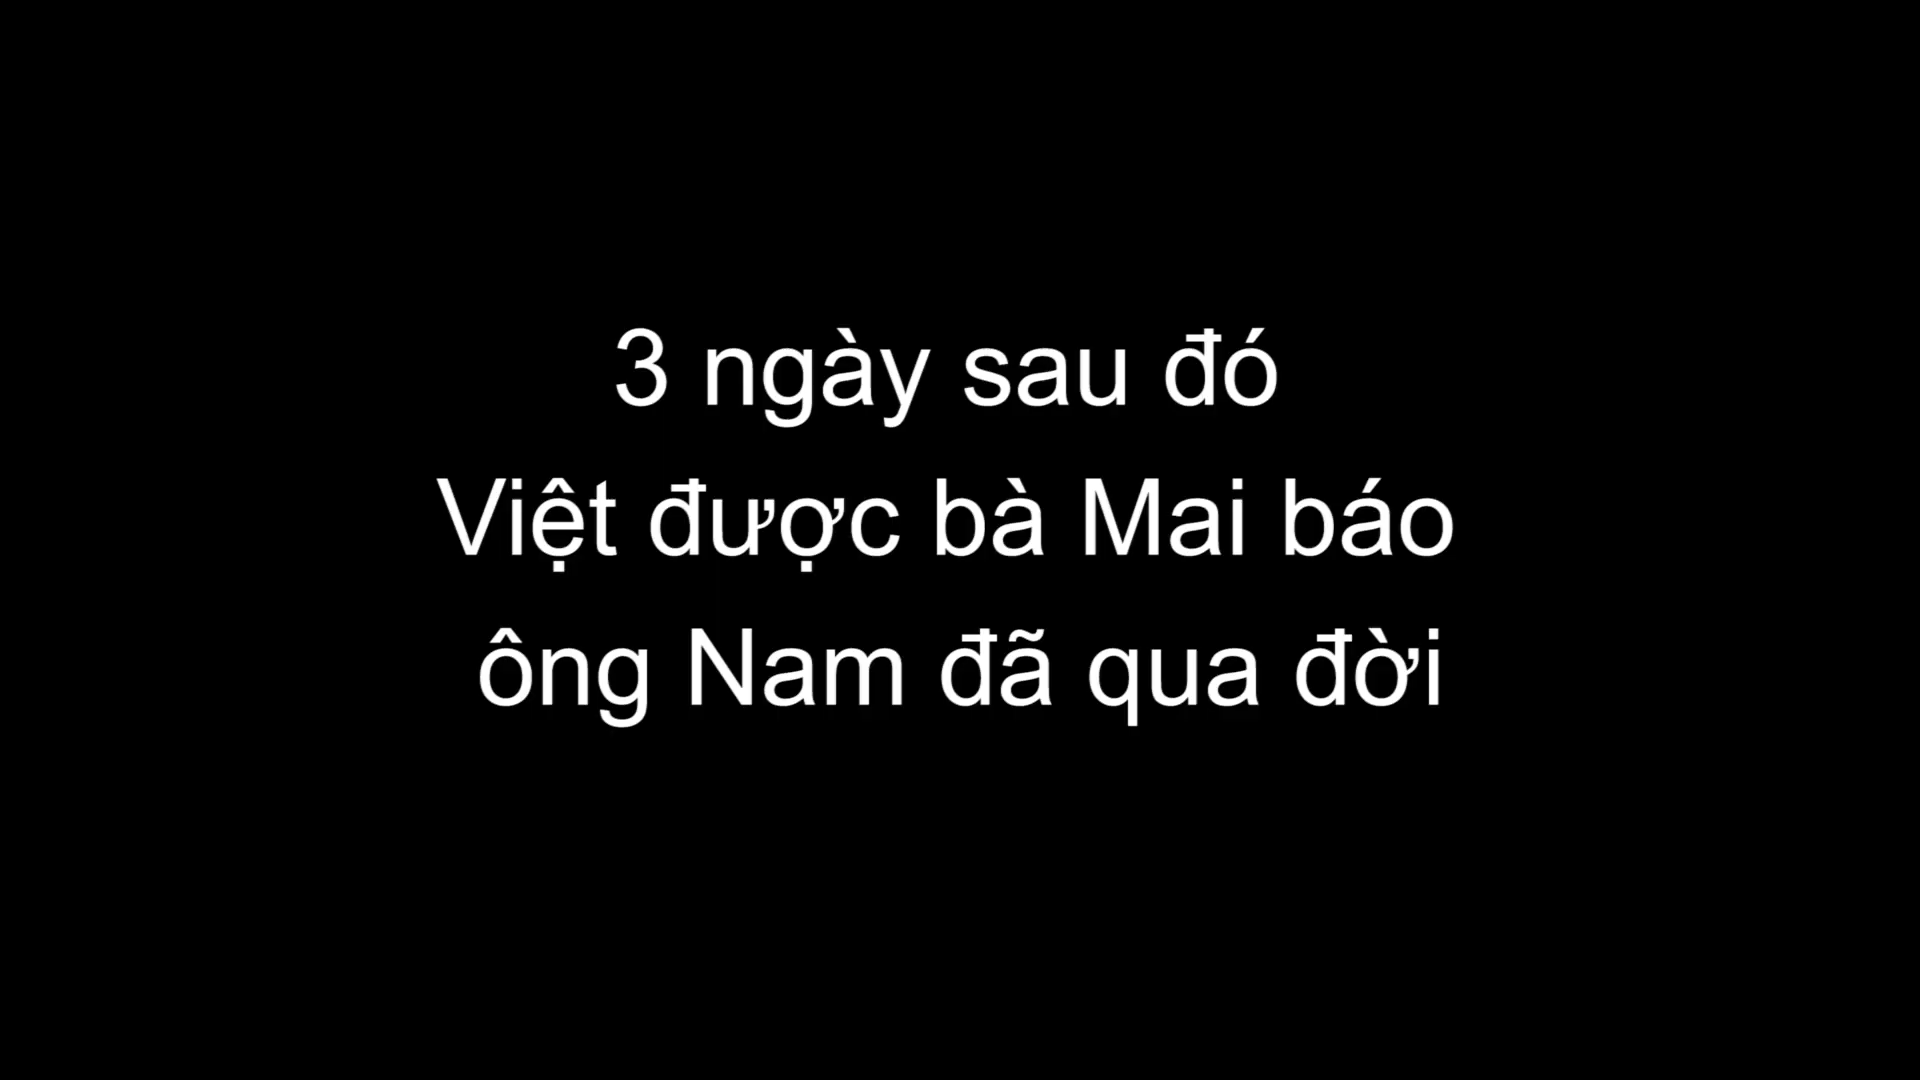 3 ngày sau đó
Việt được bà Mai báo
ông Nam đã qua đời